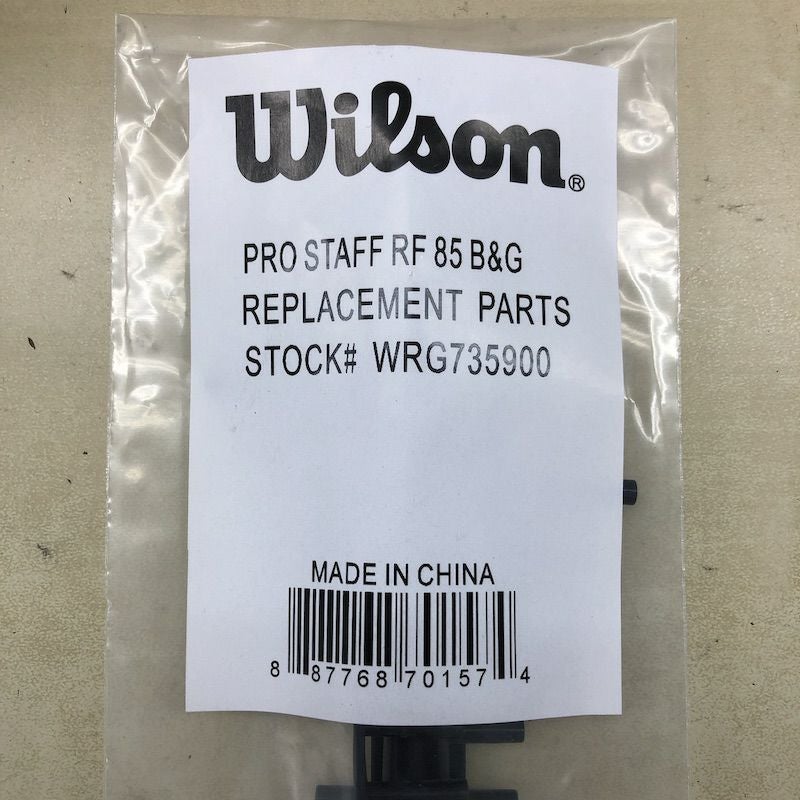 Wilson®
PRO STAFF RF 85 B&G
REPLACEMENT PARTS
STOCK# WRG735900
MADE IN CHINA
8 87768 70157 4